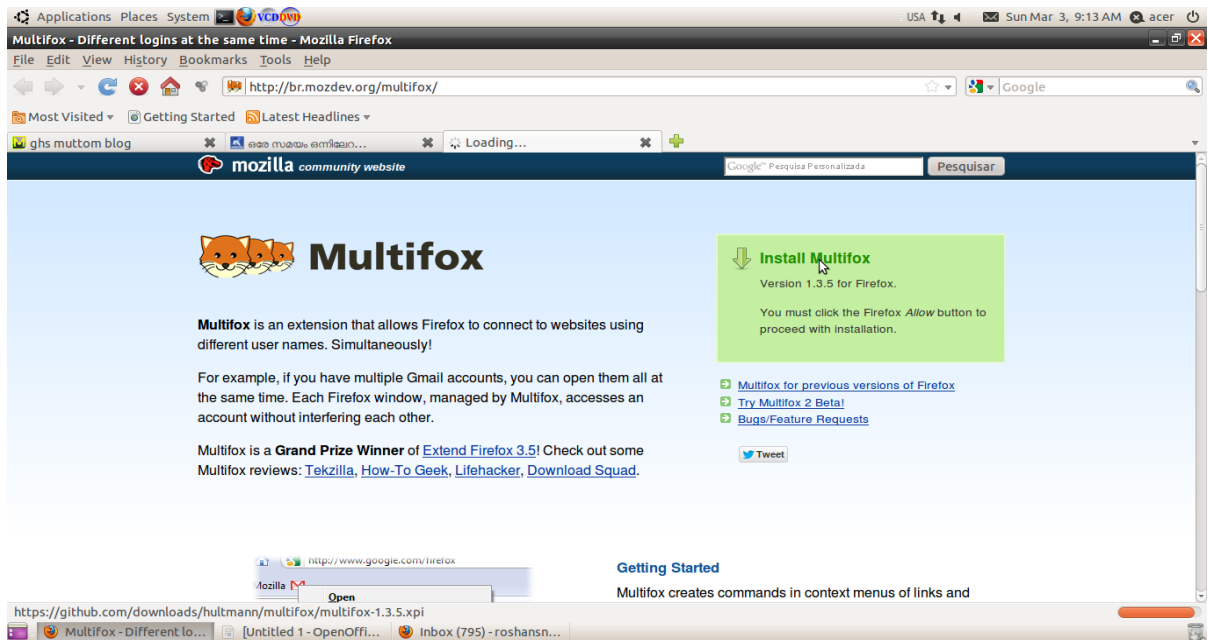 Applications Places System VCDDVD USA Sun Mar 3, 9:13 AM acer
Multifox - Different logins at the same time - Mozilla Firefox
File Edit View History Bookmarks Tools Help
http://br.mozdev.org/multifox/ Google
Most Visited Getting Started Latest Headlines
ghs muttom blog ഒരേ സമയം ഒന്നിലേറ... Loading...
mozilla community website Google™ Pesquisa Personalizada Pesquisar
Multifox
Install Multifox
Version 1.3.5 for Firefox.
You must click the Firefox Allow button to
proceed with installation.
Multifox is an extension that allows Firefox to connect to websites using
different user names. Simultaneously!
For example, if you have multiple Gmail accounts, you can open them all at
the same time. Each Firefox window, managed by Multifox, accesses an
account without interfering each other.
Multifox is a Grand Prize Winner of Extend Firefox 3.5! Check out some
Multifox reviews: Tekzilla, How-To Geek, Lifehacker, Download Squad.
Multifox for previous versions of Firefox
Try Multifox 2 Beta!
Bugs/Feature Requests
Tweet
http://www.google.com/firefox
Mozilla
Open
Getting Started
Multifox creates commands in context menus of links and
https://github.com/downloads/hultmann/multifox/multifox-1.3.5.xpi
Multifox - Different lo... [Untitled 1 - OpenOffi... Inbox (795) - roshansn...